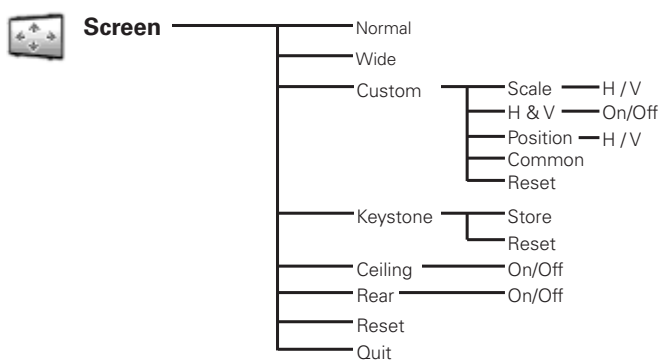 Screen Normal
Wide
Custom Scale H / V
H & V On/Off
Position H / V
Common
Reset
Keystone Store
Reset
Ceiling On/Off
Rear On/Off
Reset
Quit